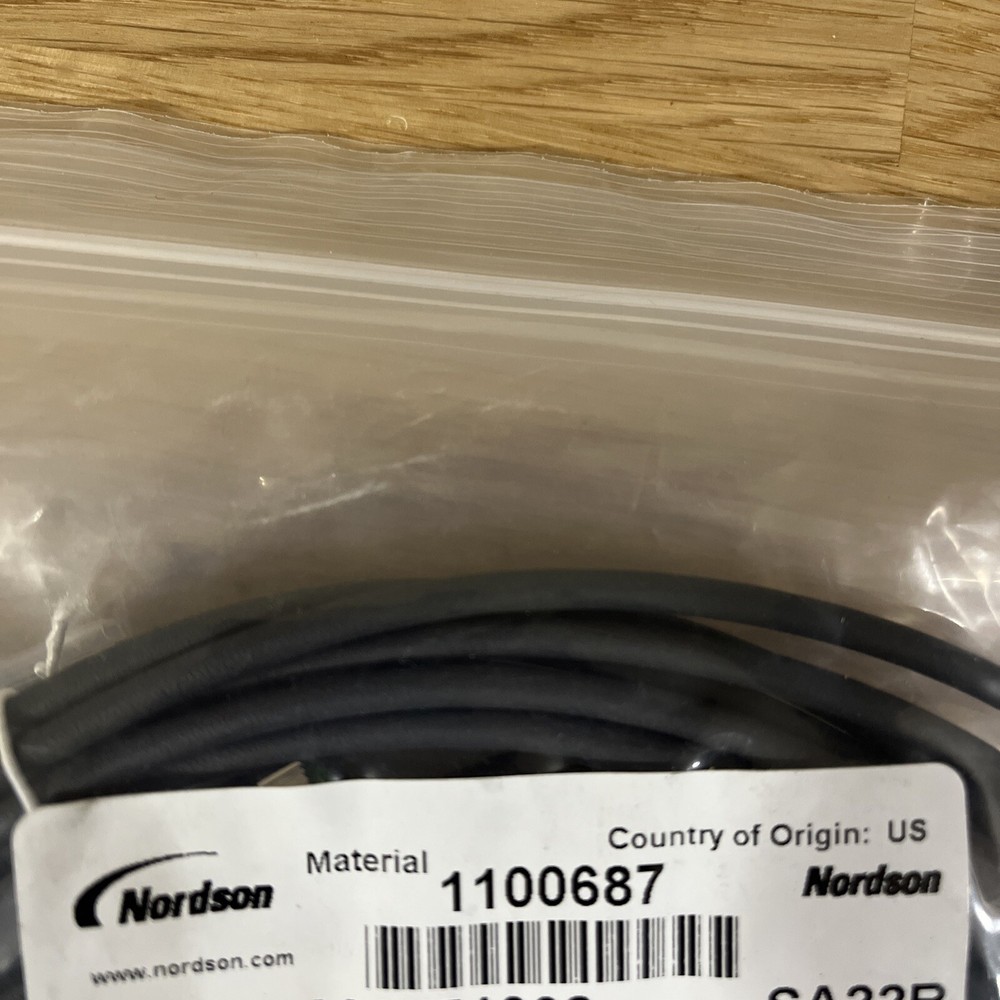 Country of Origin: US
Material 1100687
Nordson
Nordson
www.nordson.com